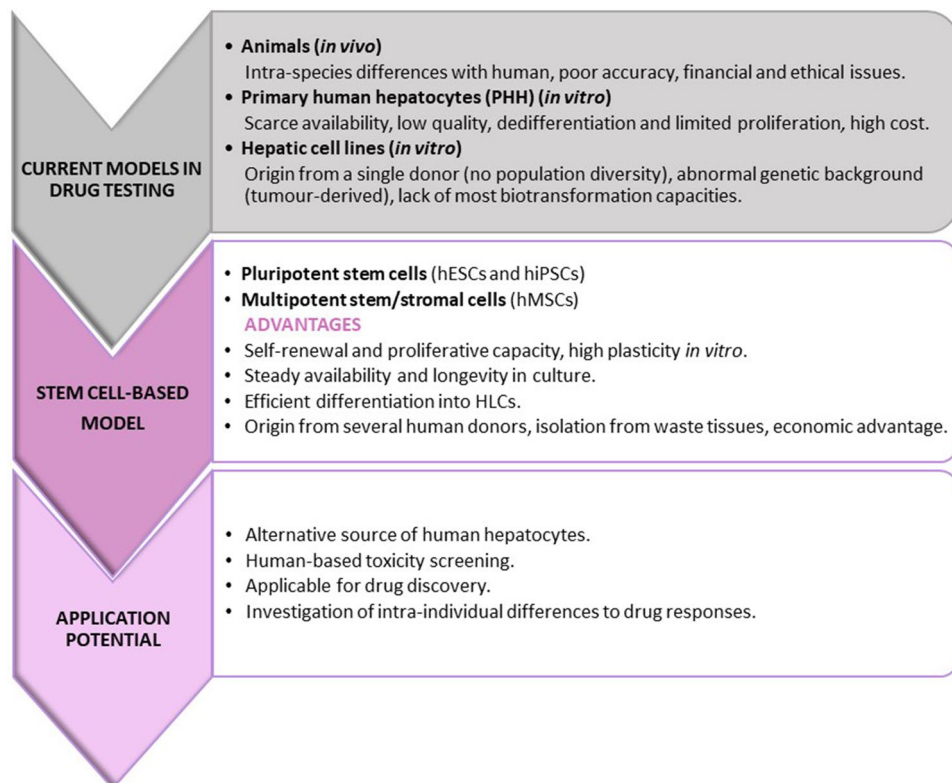 CURRENT MODELS IN
DRUG TESTING
• Animals (in vivo)
Intra-species differences with human, poor accuracy, financial and ethical issues.
• Primary human hepatocytes (PHH) (in vitro)
Scarce availability, low quality, dedifferentiation and limited proliferation, high cost.
• Hepatic cell lines (in vitro)
Origin from a single donor (no population diversity), abnormal genetic background
(tumour-derived), lack of most biotransformation capacities.
STEM CELL-BASED
MODEL
• Pluripotent stem cells (hESCs and hiPSCs)
• Multipotent stem/stromal cells (hMSCs)
ADVANTAGES
• Self-renewal and proliferative capacity, high plasticity in vitro.
• Steady availability and longevity in culture.
• Efficient differentiation into HLCs.
• Origin from several human donors, isolation from waste tissues, economic advantage.
APPLICATION
POTENTIAL
• Alternative source of human hepatocytes.
• Human-based toxicity screening.
• Applicable for drug discovery.
• Investigation of intra-individual differences to drug responses.